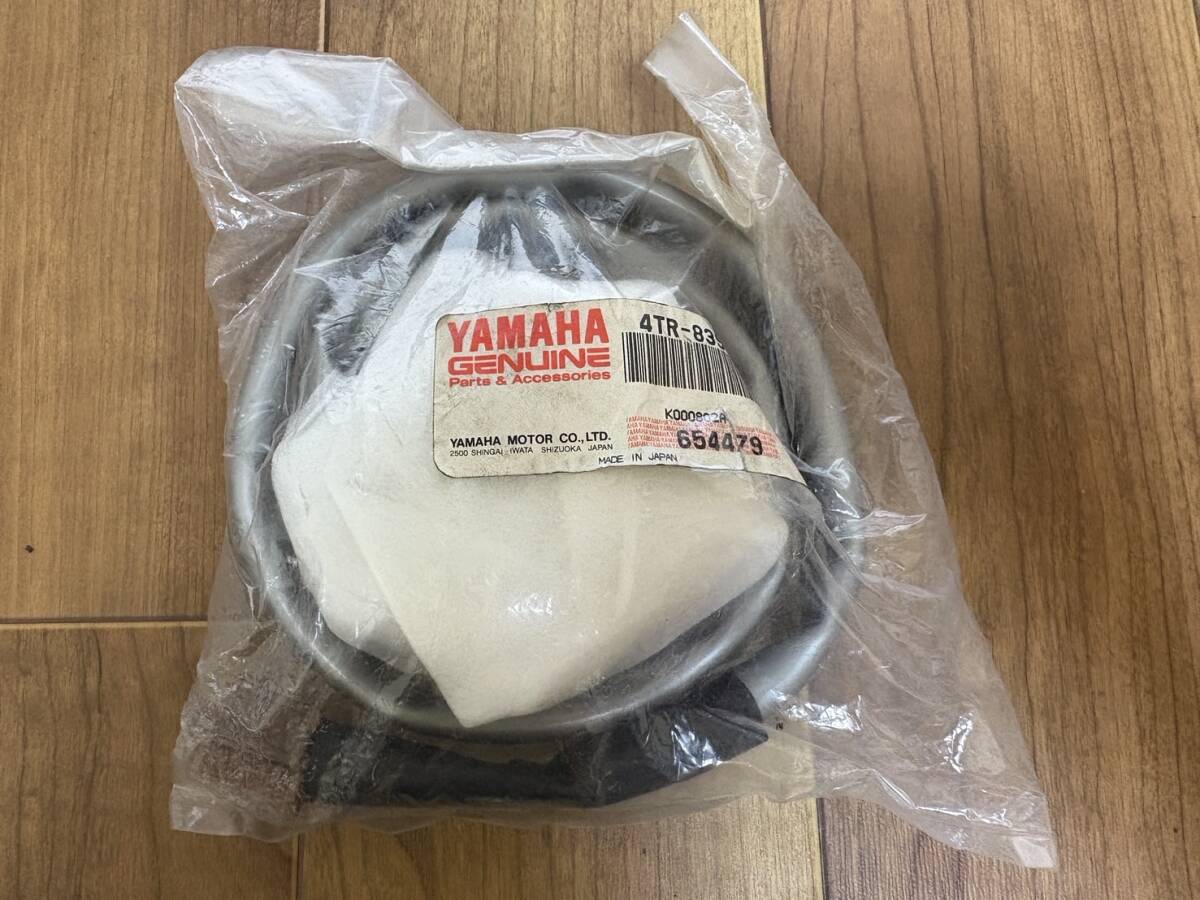 YAMAHA
GENUINE
Parts & Accessories
YAMAHA MOTOR CO.,LTD.
2500 SHINGAI IWATA SHIZUOKA JAPAN
4TR-83
K000802A
654479
MADE IN JAPAN